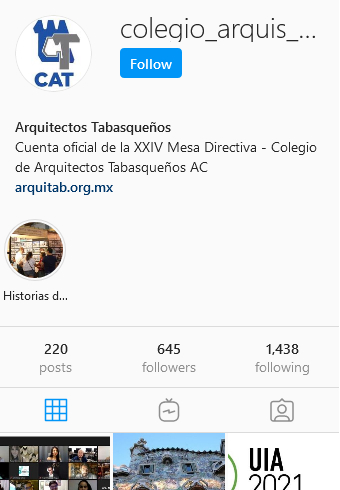 colegio_arquis_...
CAT
Follow
Arquitectos Tabasqueños
Cuenta oficial de la XXIV Mesa Directiva - Colegio
de Arquitectos Tabasqueños AC
arquitab.org.mx
Historias d...
220
posts
645
followers
1,438
following
UIA
2021